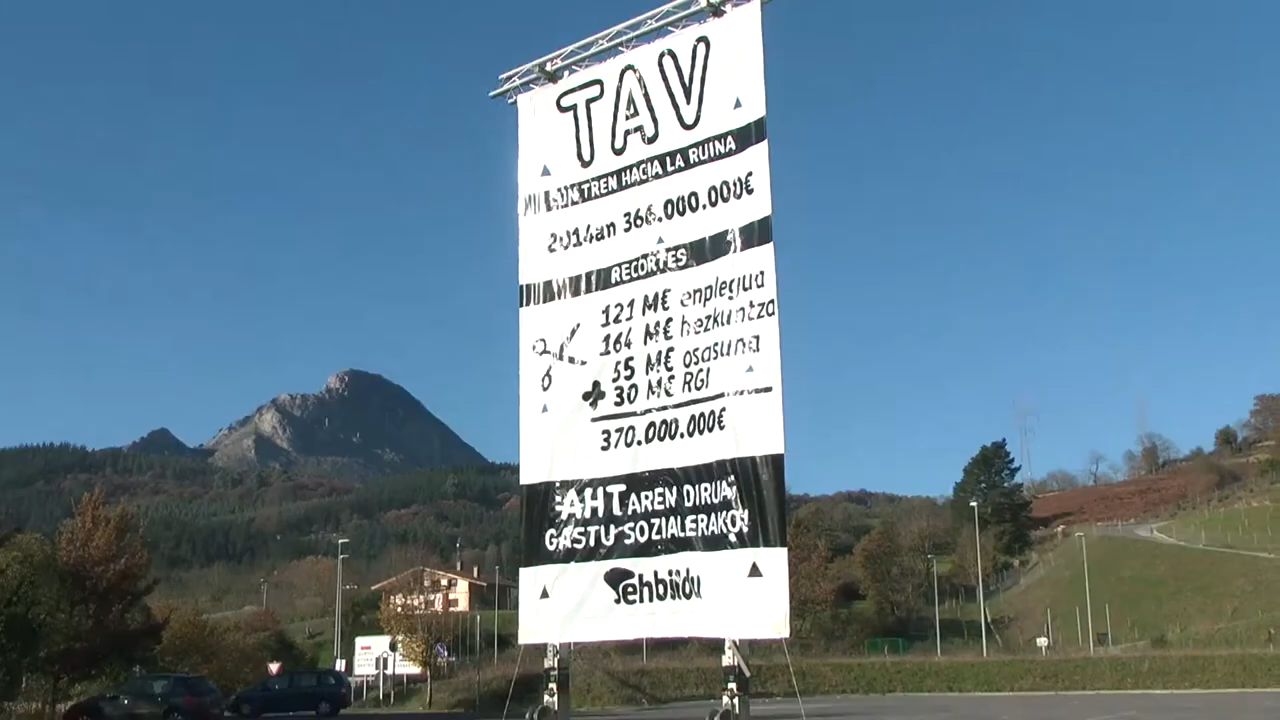 TAV
UN TREN HACIA LA RUINA
2014an 366.000.000€
RECORTES
121 M€ enplegua
164 M€ hezkuntza
55 M€ osasuna
+ 30 M€ RGI
370.000.000€
¡AHTAREN DIRUA,
GASTU SOZIALERAKO!
ehbildu